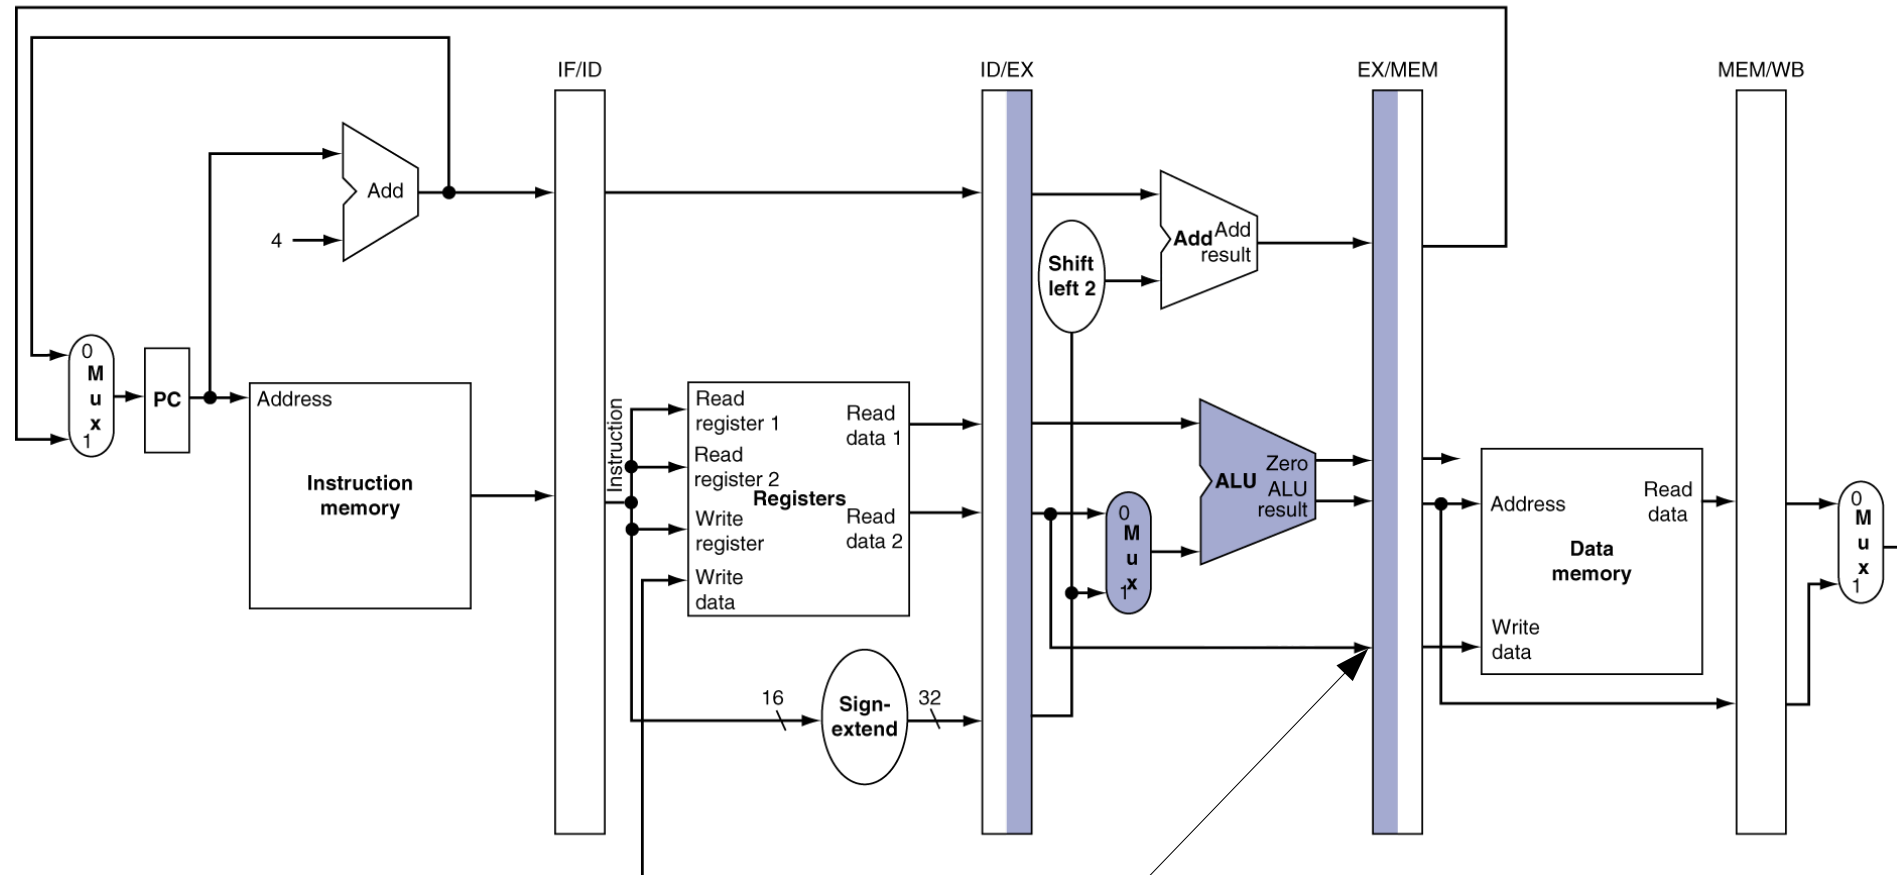 IF/ID
ID/EX
EX/MEM
MEM/WB
Add
4
Shift
left 2
Add
Add
result
0
M
u
x
1
PC
Address
Instruction
memory
Instruction
Read
register 1
Read
register 2
Write
register
Write
data
Registers
Read
data 1
Read
data 2
16
Sign-
extend
32
0
M
u
x
1
ALU
Zero
ALU
result
Address
Read
data
Data
memory
Write
data
0
M
u
x
1